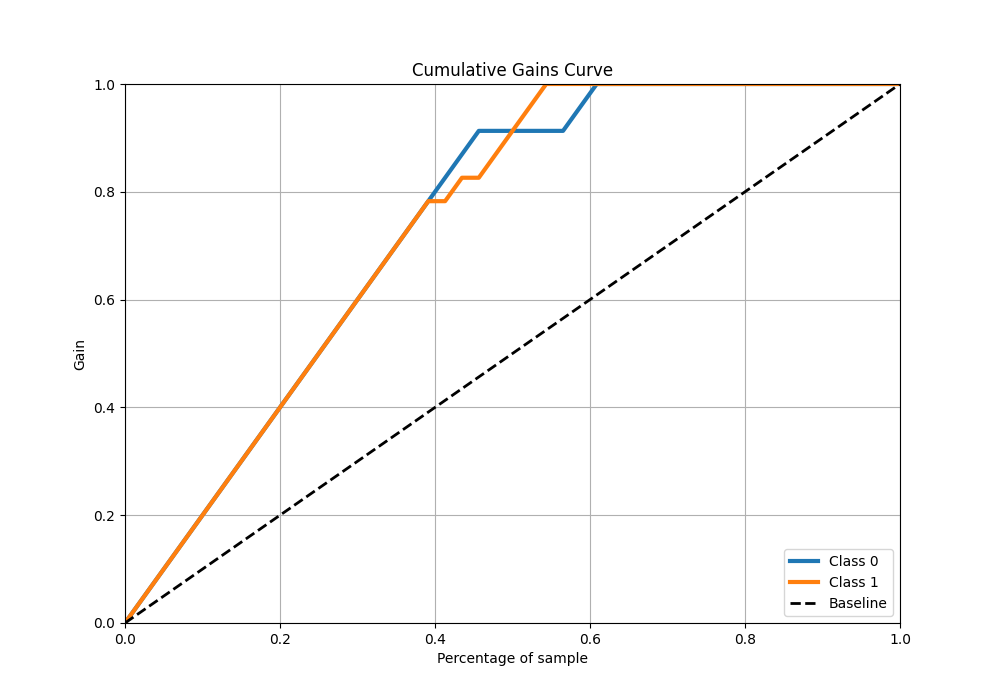 Cumulative Gains Curve
1.0
0.8
0.6
0.4
0.2
0.0
Gain
0.0 0.2 0.4 0.6 0.8 1.0
Percentage of sample
Class 0
Class 1
Baseline